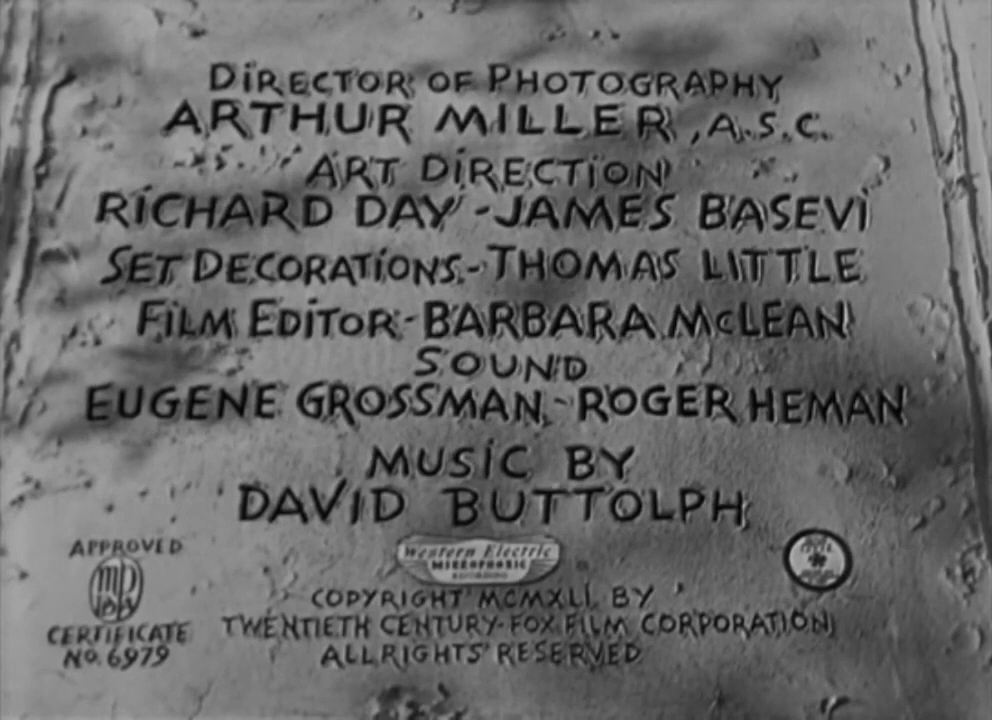 DiRECTOR OF PHOTOGRAPHY
ARTHUR MILLER, A.S.C.
ART DiRECTiON
RiCHARD DAY - JAMES BASEVi
SET DECORATiONS - THOMAS LITTLE
FiLM EDiTOR - BARBARA McLEAN
SOUND
EUGENE GROSSMAN - ROGER HEMAN
MUSiC BY
DAVID BUTTOLPH
APPROVED
CERTIFICATE
No. 6979
Western Electric
MIRROPHONIC
RECORDING
COPYRIGHT MCMXLI BY
TWENTIETH CENTURY-FOX FILM CORPORATION
ALL RIGHTS RESERVED